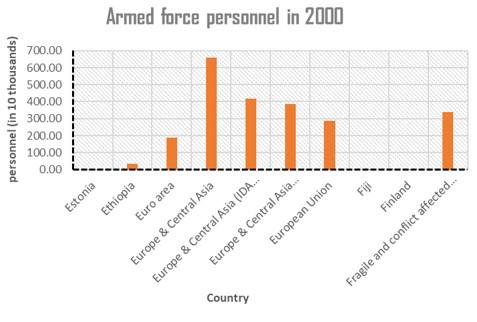 Armed force personnel in 2000
personnel (in 10 thousands)
700.00
600.00
500.00
400.00
300.00
200.00
100.00
0.00
Estonia
Ethiopia
Euro area
Europe & Central Asia
Europe & Central Asia (IDA...
Europe & Central Asia...
European Union
Fiji
Finland
Fragile and conflict affected...
Country